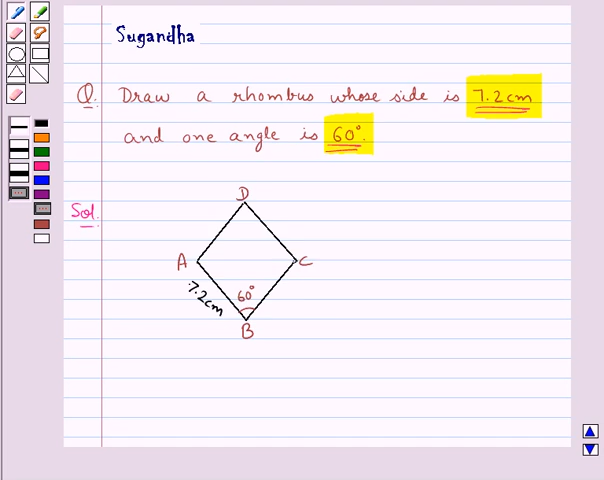 Sugandha
Q. Draw a rhombus whose side is 7.2cm
and one angle is 60°.
Sol.
D
A
C
7.2cm
60°
B